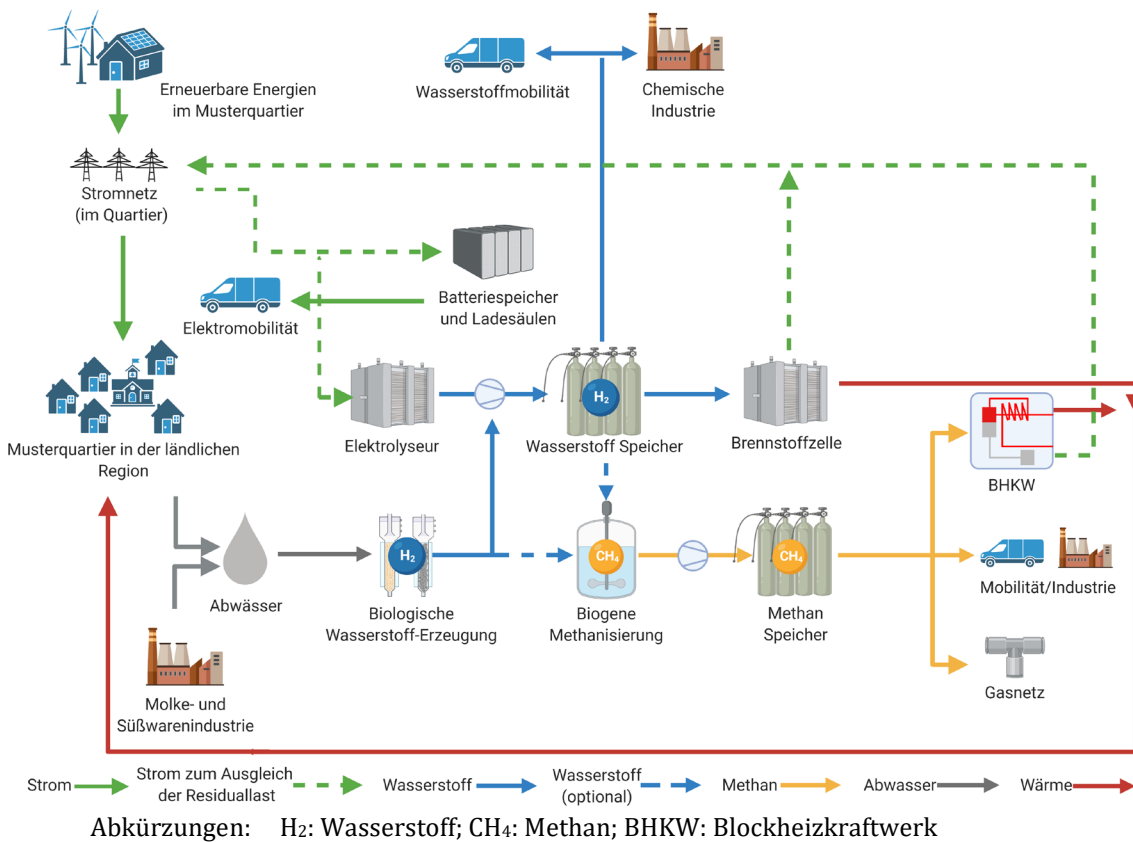 Erneuerbare Energien
im Musterquartier
Wasserstoffmobilität
Chemische
Industrie
Stromnetz
(im Quartier)
Batteriespeicher
und Ladesäulen
Elektromobilität
Elektrolyseur
H₂
Wasserstoff Speicher
Brennstoffzelle
BHKW
Musterquartier in der ländlichen
Region
Abwässer
H₂
Biologische
Wasserstoff-Erzeugung
CH₄
Biogene
Methanisierung
CH₄
Methan
Speicher
Mobilität/Industrie
Gasnetz
Molke- und
Süßwarenindustrie
Strom
Strom zum Ausgleich
der Residuallast
Wasserstoff
Wasserstoff
(optional)
Methan
Abwasser
Wärme
Abkürzungen: H₂: Wasserstoff; CH₄: Methan; BHKW: Blockheizkraftwerk